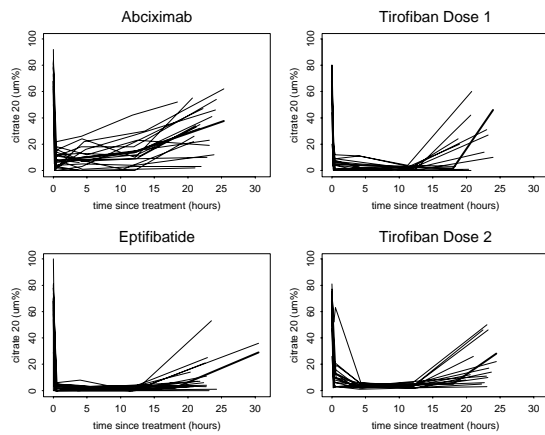 Abciximab
Tirofiban Dose 1
citrate 20 (um%)
0 20 40 60 80 100
0 5 10 15 20 25 30
time since treatment (hours)
citrate 20 (um%)
0 20 40 60 80 100
0 5 10 15 20 25 30
time since treatment (hours)
Eptifibatide
Tirofiban Dose 2
citrate 20 (um%)
0 20 40 60 80 100
0 5 10 15 20 25 30
time since treatment (hours)
citrate 20 (um%)
0 20 40 60 80 100
0 5 10 15 20 25 30
time since treatment (hours)